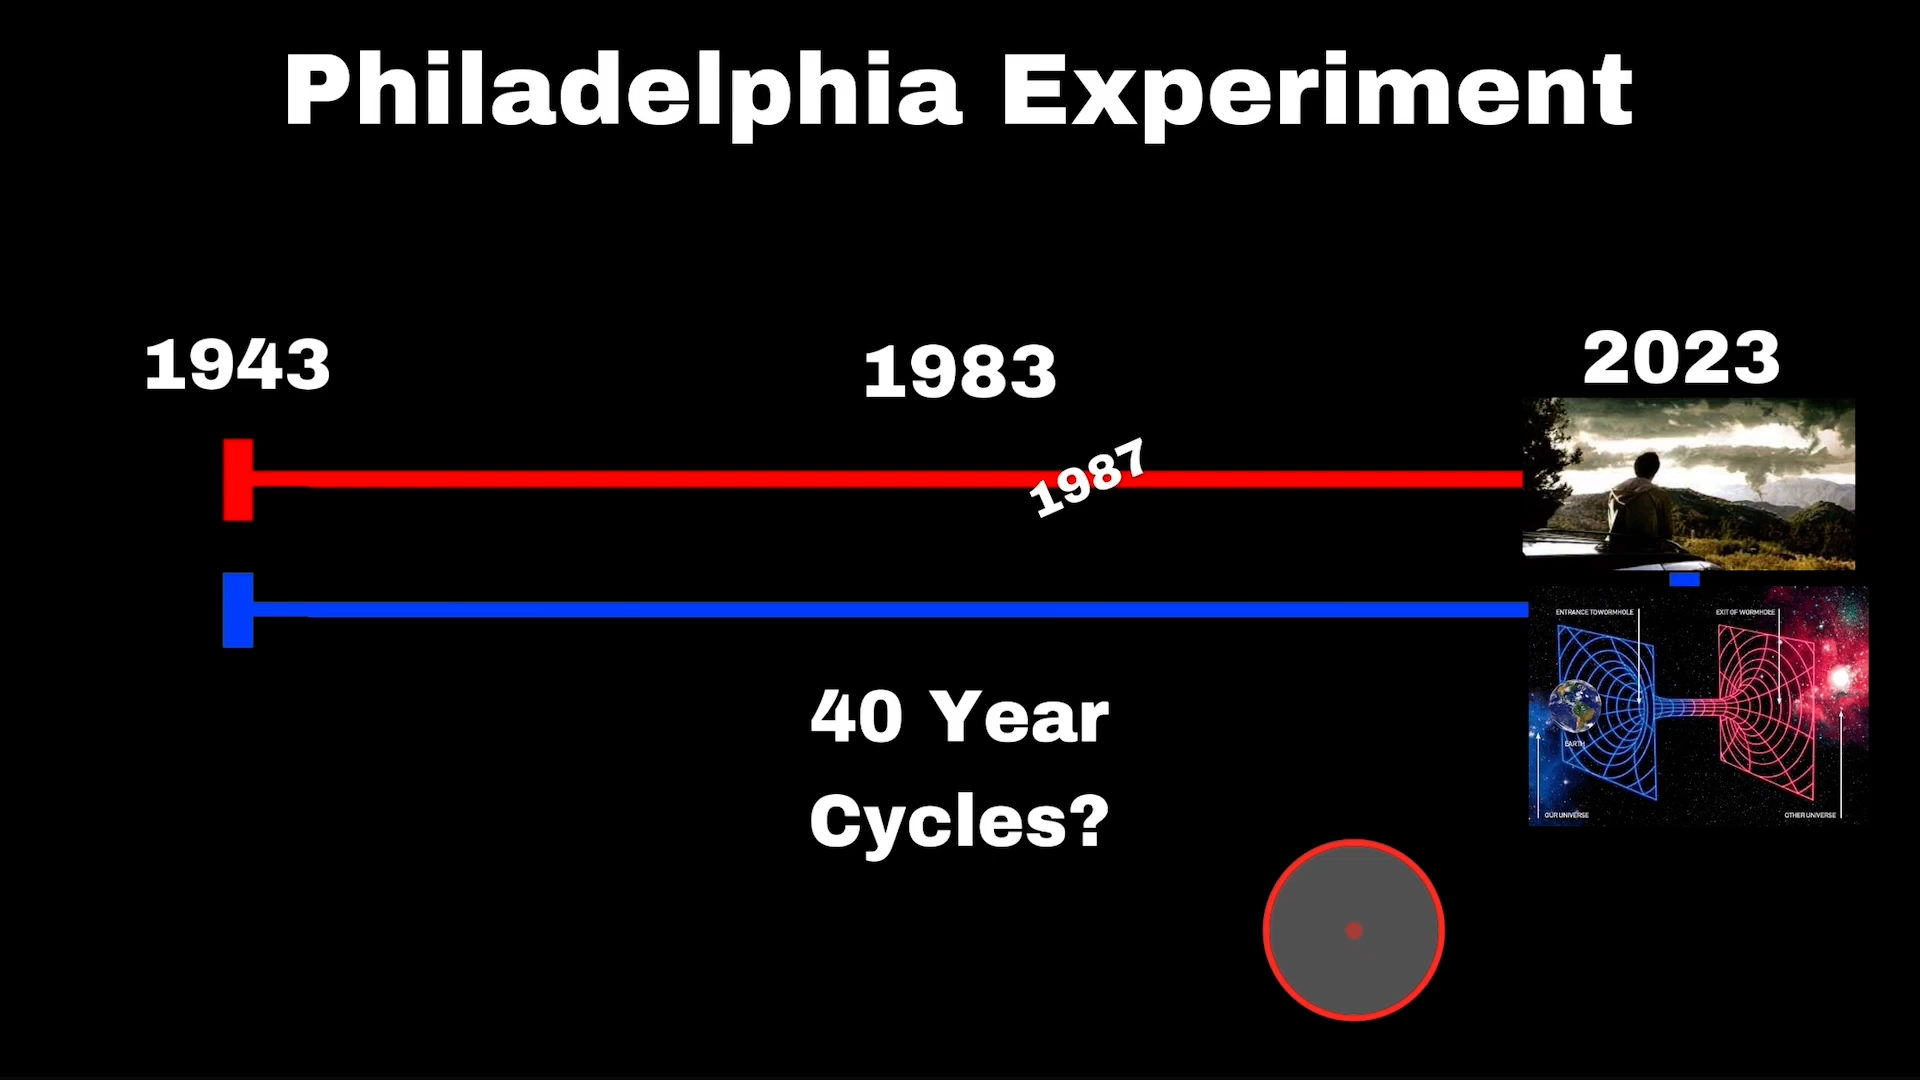 Philadelphia Experiment
1943
1983
2023
1987
ENTRANCE TO WORMHOLE
EXIT OF WORMHOLE
EARTH
OUR UNIVERSE
OTHER UNIVERSE
40 Year
Cycles?